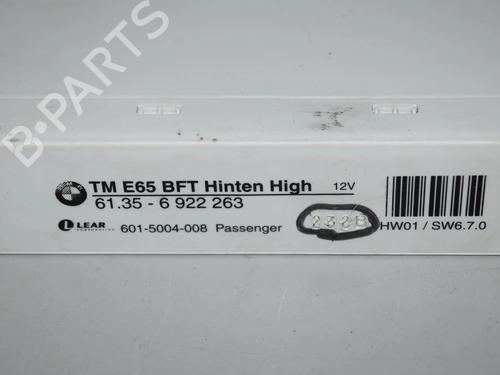 B-PARTS
TM E65 BFT Hinten High 12V
61.35 - 6 922 263
LEAR CORPORATION 601-5004-008 Passenger
232B
HW01 / SW6.7.0